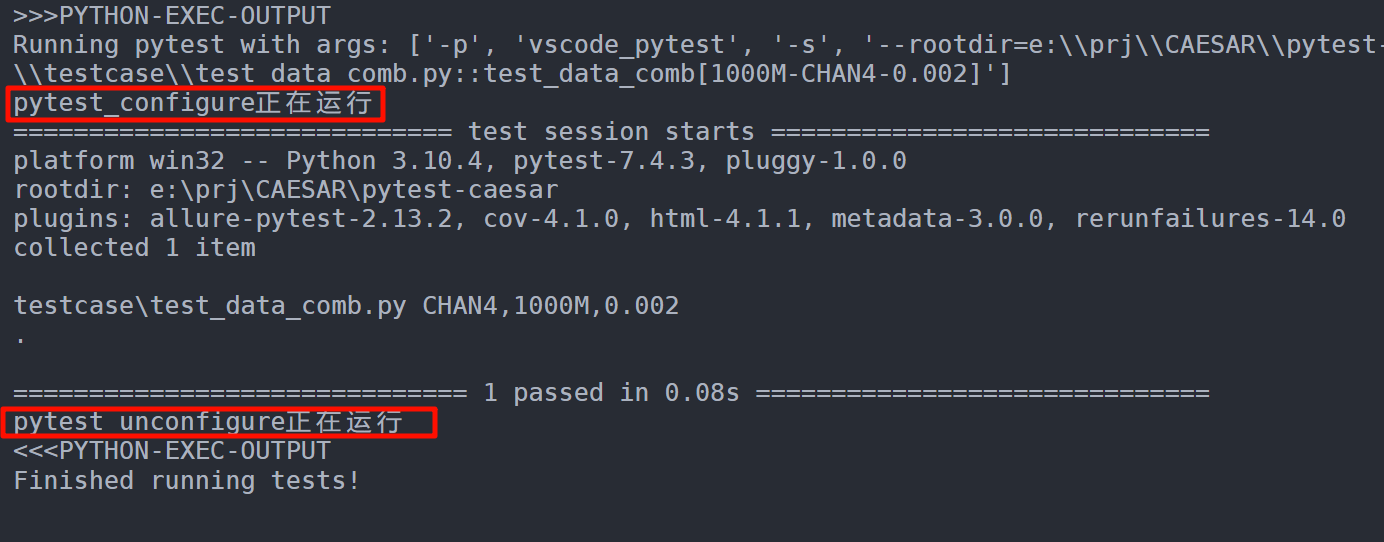 >>>PYTHON-EXEC-OUTPUT
Running pytest with args: ['-p', 'vscode_pytest', '-s', '--rootdir=e:\\prj\\CAESAR\\pytest-
\\testcase\\test_data_comb.py::test_data_comb[1000M-CHAN4-0.002]']
pytest_configure正在运行
============================= test session starts =============================
platform win32 -- Python 3.10.4, pytest-7.4.3, pluggy-1.0.0
rootdir: e:\prj\CAESAR\pytest-caesar
plugins: allure-pytest-2.13.2, cov-4.1.0, html-4.1.1, metadata-3.0.0, rerunfailures-14.0
collected 1 item
testcase\test_data_comb.py CHAN4,1000M,0.002
.
============================== 1 passed in 0.08s ==============================
pytest_unconfigure正在运行
<<<PYTHON-EXEC-OUTPUT
Finished running tests!